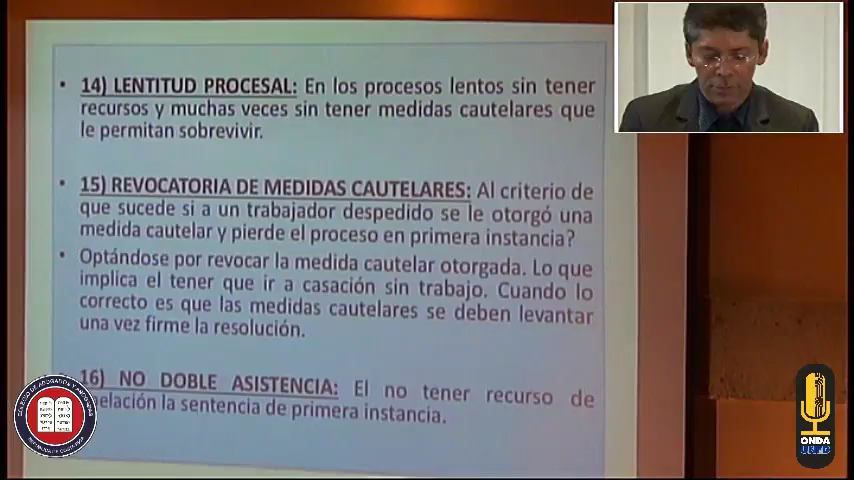 • 14) LENTITUD PROCESAL: En los procesos lentos sin tener
recursos y muchas veces sin tener medidas cautelares que
le permitan sobrevivir.
• 15) REVOCATORIA DE MEDIDAS CAUTELARES: Al criterio de
que sucede si a un trabajador despedido se le otorgó una
medida cautelar y pierde el proceso en primera instancia?
• Optándose por revocar la medida cautelar otorgada. Lo que
implica el tener que ir a casación sin trabajo. Cuando lo
correcto es que las medidas cautelares se deben levantar
una vez firme la resolución.
16) NO DOBLE ASISTENCIA: El no tener recurso de
elación la sentencia de primera instancia.
ONDA
UNED